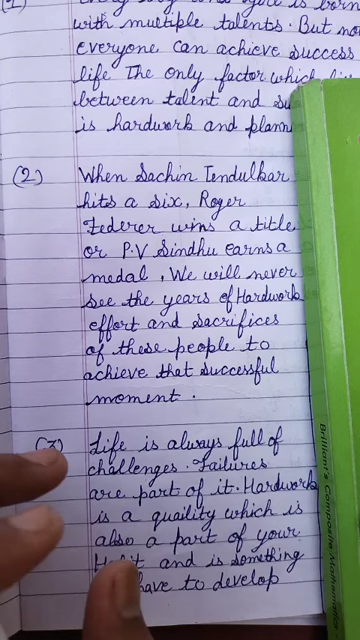 (1)
with multiple talents. But not
everyone can achieve success
life The only factor which
between talent and
is hardwork and
(2) When Sachin Tendulkar
hits a six, Roger
Federer wins a title
or P.V Sindhu earns a
medal, We will never
see the years of Hardwork
effort and sacrifices
of these people to
achieve that successful
moment.
(3) Life is always full of
challenges. Failures
are part of it. Hardwork
is a quaility which is
also a part of your
and is something
have to develop
Brilliant's Composite Mathematics